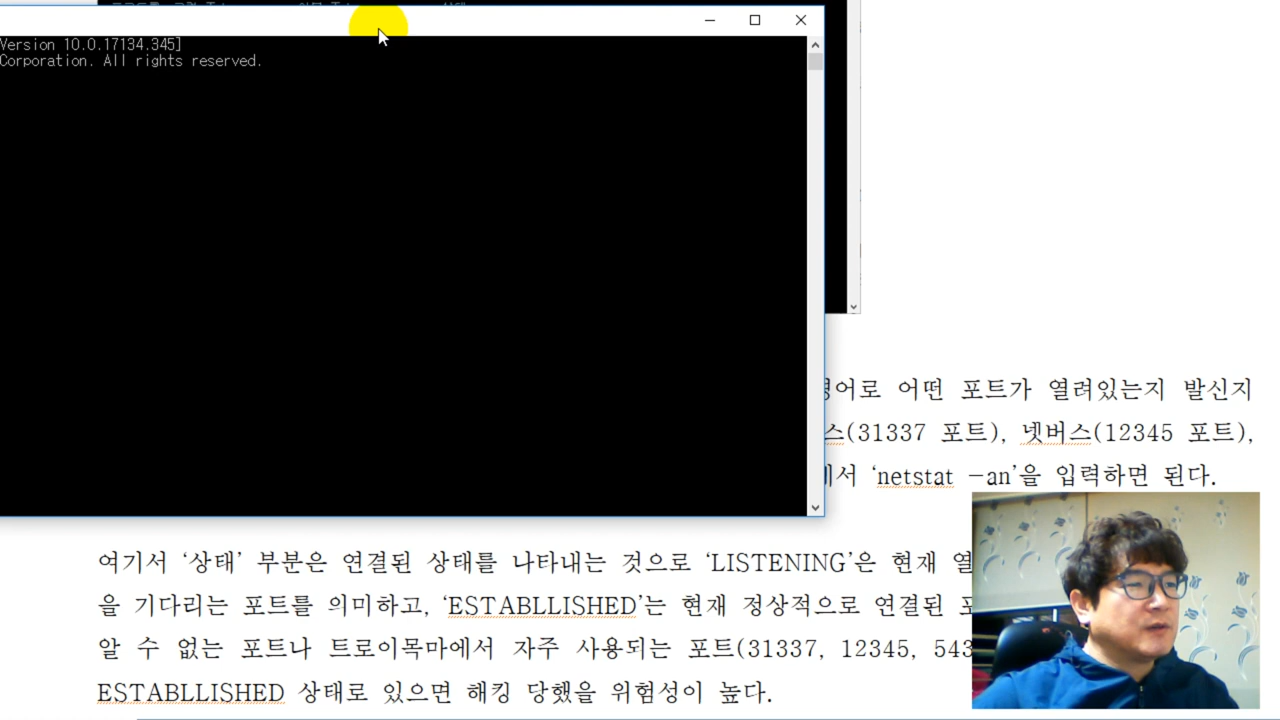 Version 10.0.17134.345]
Corporation. All rights reserved.
어로 어떤 포트가 열려있는지 발신지
스(31337 포트), 넷버스(12345 포트),
에서 ‘netstat –an’을 입력하면 된다.
여기서 ‘상태’ 부분은 연결된 상태를 나타내는 것으로 ‘LISTENING’은 현재 열
을 기다리는 포트를 의미하고, ‘ESTABLLISHED’는 현재 정상적으로 연결된 포
알 수 없는 포트나 트로이목마에서 자주 사용되는 포트(31337, 12345, 543
ESTABLLISHED 상태로 있으면 해킹 당했을 위험성이 높다.